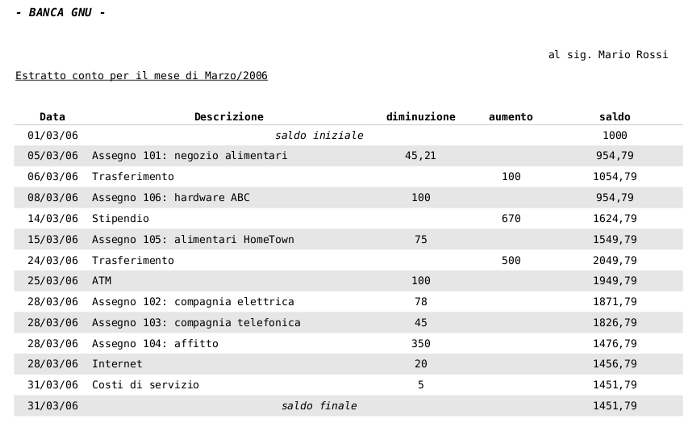 - BANCA GNU -
al sig. Mario Rossi
Estratto conto per il mese di Marzo/2006
Data Descrizione diminuzione aumento saldo
01/03/06 saldo iniziale 1000
05/03/06 Assegno 101: negozio alimentari 45,21 954,79
06/03/06 Trasferimento 100 1054,79
08/03/06 Assegno 106: hardware ABC 100 954,79
14/03/06 Stipendio 670 1624,79
15/03/06 Assegno 105: alimentari HomeTown 75 1549,79
24/03/06 Trasferimento 500 2049,79
25/03/06 ATM 100 1949,79
28/03/06 Assegno 102: compagnia elettrica 78 1871,79
28/03/06 Assegno 103: compagnia telefonica 45 1826,79
28/03/06 Assegno 104: affitto 350 1476,79
28/03/06 Internet 20 1456,79
31/03/06 Costi di servizio 5 1451,79
31/03/06 saldo finale 1451,79